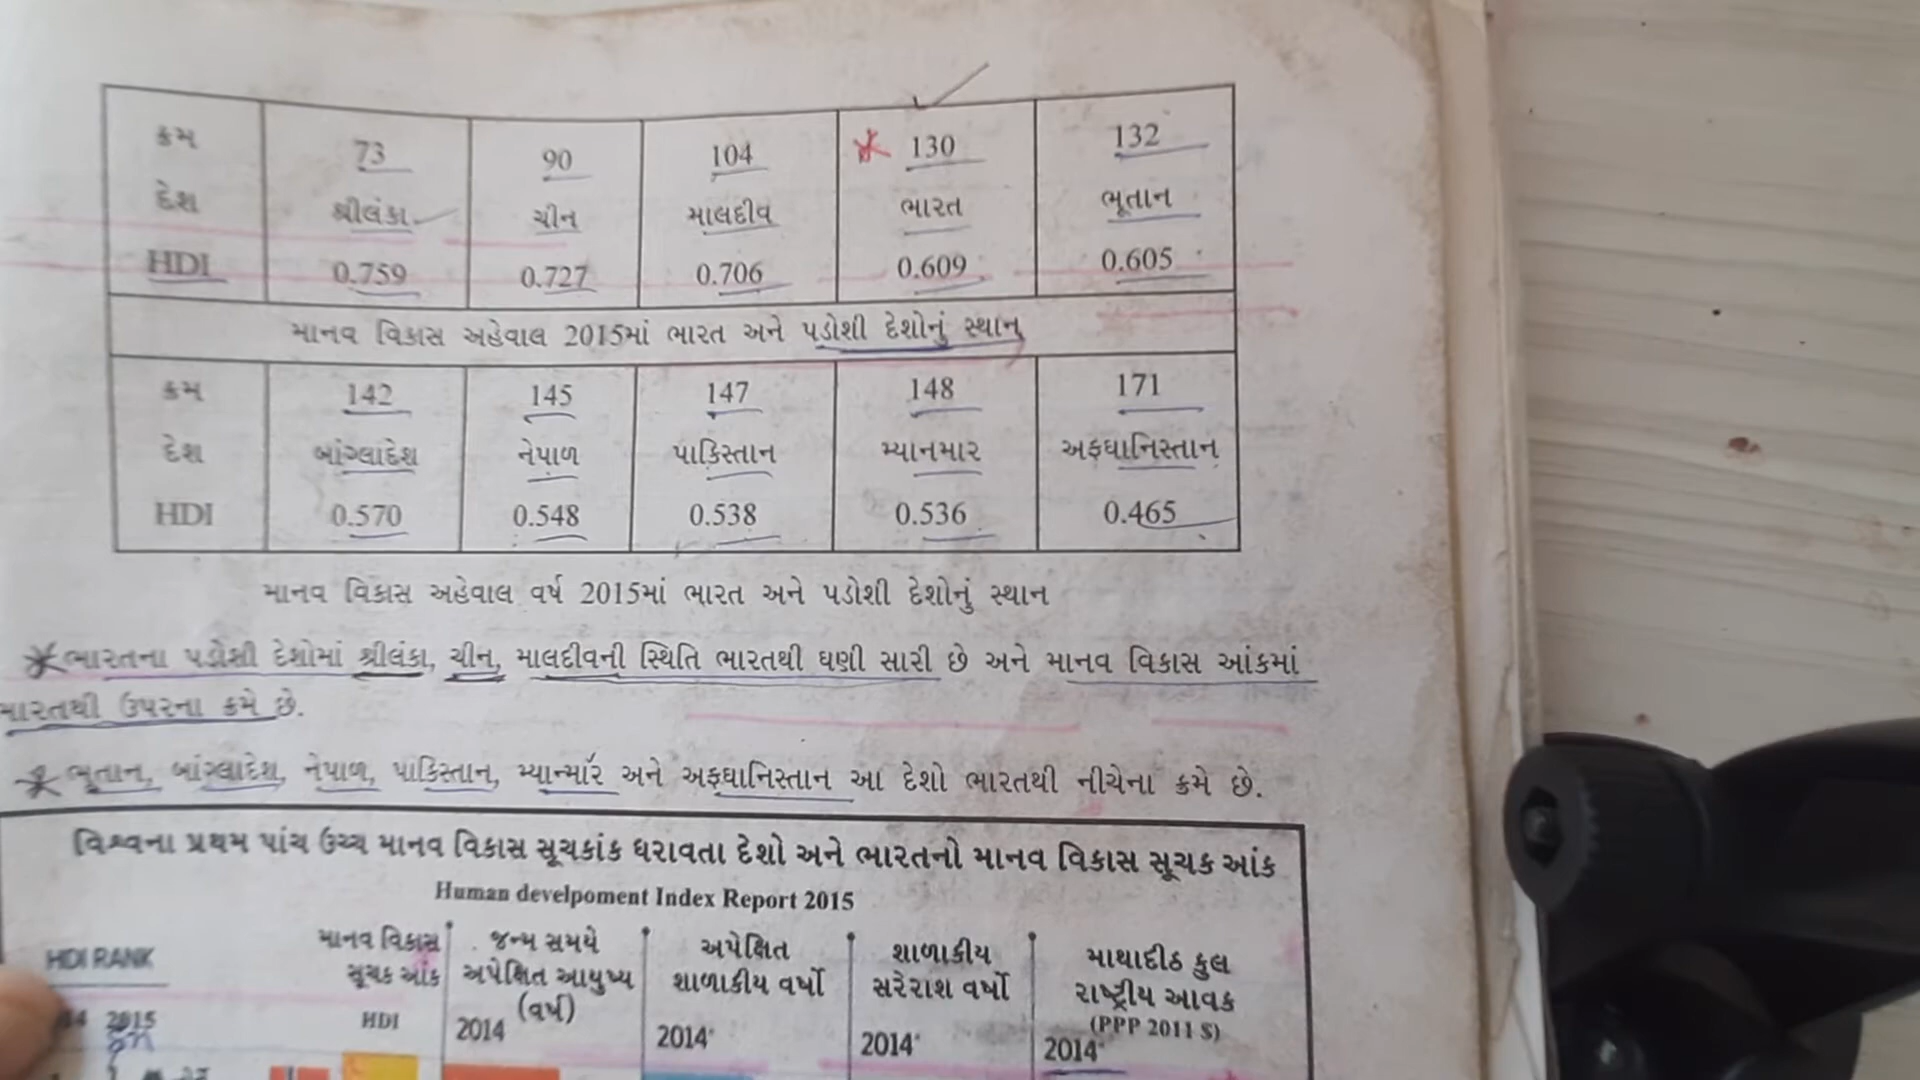 ક્રમ 73 90 104 130 132
દેશ શ્રીલંકા ચીન માલદીવ ભારત ભૂતાન
HDI 0.759 0.727 0.706 0.609 0.605
માનવ વિકાસ અહેવાલ 2015માં ભારત અને પડોશી દેશોનું સ્થાન
ક્રમ 142 145 147 148 171
દેશ બાંગ્લાદેશ નેપાળ પાકિસ્તાન મ્યાનમાર અફઘાનિસ્તાન
HDI 0.570 0.548 0.538 0.536 0.465
માનવ વિકાસ અહેવાલ વર્ષ 2015માં ભારત અને પડોશી દેશોનું સ્થાન
ભારતના પડોસી દેશોમાં શ્રીલંકા, ચીન, માલદીવની સ્થિતિ ભારતથી ઘણી સારી છે અને માનવ વિકાસ આંકમાં
ભારતથી ઉપરના ક્રમે છે.
ભૂતાન, બાંગ્લાદેશ, નેપાળ, પાકિસ્તાન, મ્યાન્માર અને અફઘાનિસ્તાન આ દેશો ભારતથી નીચેના ક્રમે છે.
વિશ્વના પ્રથમ પાંચ ઉચ્ચ માનવ વિકાસ સૂચકાંક ધરાવતા દેશો અને ભારતનો માનવ વિકાસ સૂચક આંક
Human develpoment Index Report 2015
HDI RANK માનવ વિકાસ જન્મ સમયે અપેક્ષિત શાળાકીય માથાદીઠ કુલ
સૂચક આંક અપેક્ષિત આયુષ્ય શાળાકીય વર્ષો સરેરાશ વર્ષો રાષ્ટ્રીય આવક
(વર્ષ) (PPP 2011 $)
2015 HDI 2014 2014 2014 2014